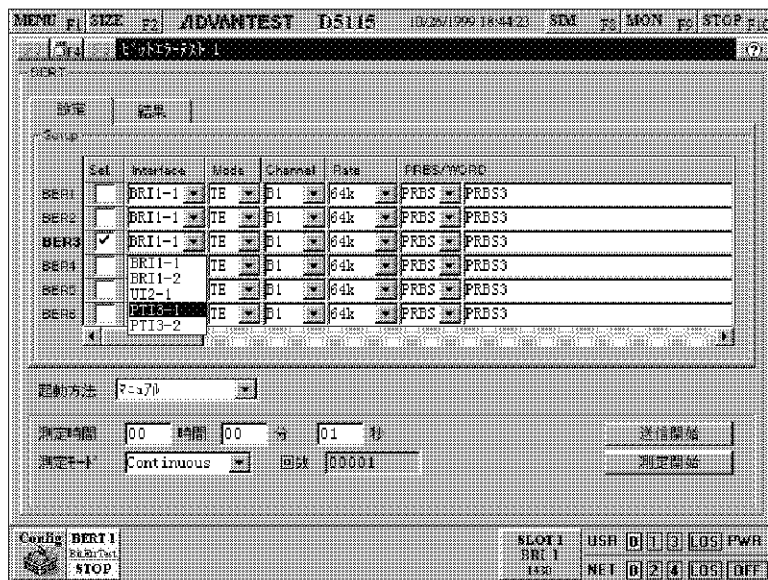 MENU F1 SIZE F2 ADVANTEST D5115 10/26/1999 18:44:23 SIM F8 MON F9 STOP F10
F4 ﾋﾞｯﾄｴﾗｰﾃｽﾄ 1 ?
BERT
設定 結果
Setup
Sel. Interface Mode Channel Rate PRBS/WORD
BER1 BRI1-1 TE B1 64k PRBS PRBS3
BER2 BRI1-1 TE B1 64k PRBS PRBS3
BER3 BRI1-1 TE B1 64k PRBS PRBS3
BER4 BRI1-1 TE B1 64k PRBS PRBS3
BRI1-2
BER5 UI2-1 TE B1 64k PRBS PRBS3
BER6 PTI3-1 TE B1 64k PRBS PRBS3
PTI3-2
起動方法 ﾏﾆｭｱﾙ
測定時間 00 時間 00 分 01 秒 送信開始
測定ﾓｰﾄﾞ Continuous 回数 00001 測定開始
Config BERT 1 SLOT 1 USR B 1 3 LOS PWR
BitErrTest BRI 1
STOP I430 NET D 2 4 LOS OFF